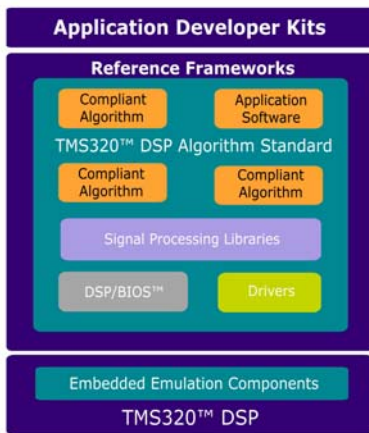 Application Developer Kits
Reference Frameworks
Compliant
Algorithm
Application
Software
TMS320™ DSP Algorithm Standard
Compliant
Algorithm
Compliant
Algorithm
Signal Processing Libraries
DSP/BIOS™
Drivers
Embedded Emulation Components
TMS320™ DSP